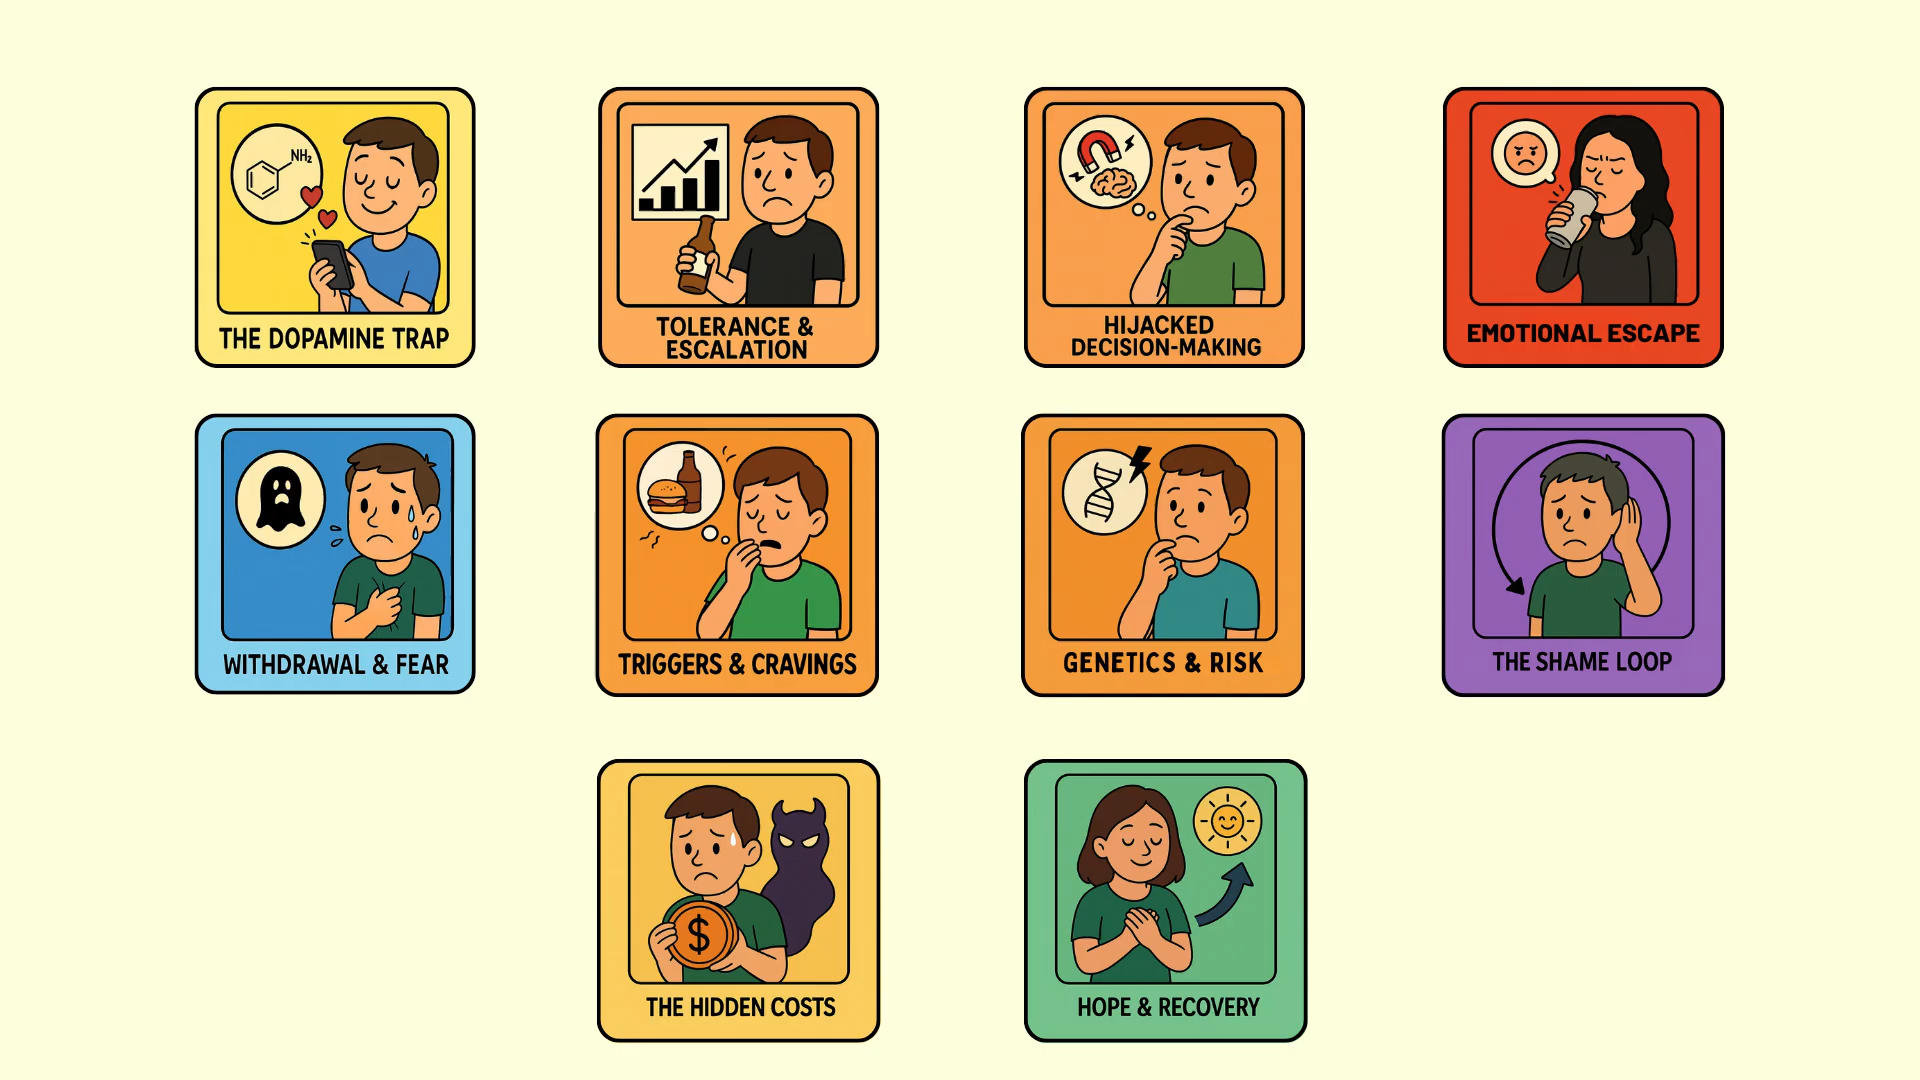 NH₂
THE DOPAMINE TRAP
TOLERANCE &
ESCALATION
HIJACKED
DECISION-MAKING
EMOTIONAL ESCAPE
WITHDRAWAL & FEAR
TRIGGERS & CRAVINGS
GENETICS & RISK
THE SHAME LOOP
$
THE HIDDEN COSTS
HOPE & RECOVERY